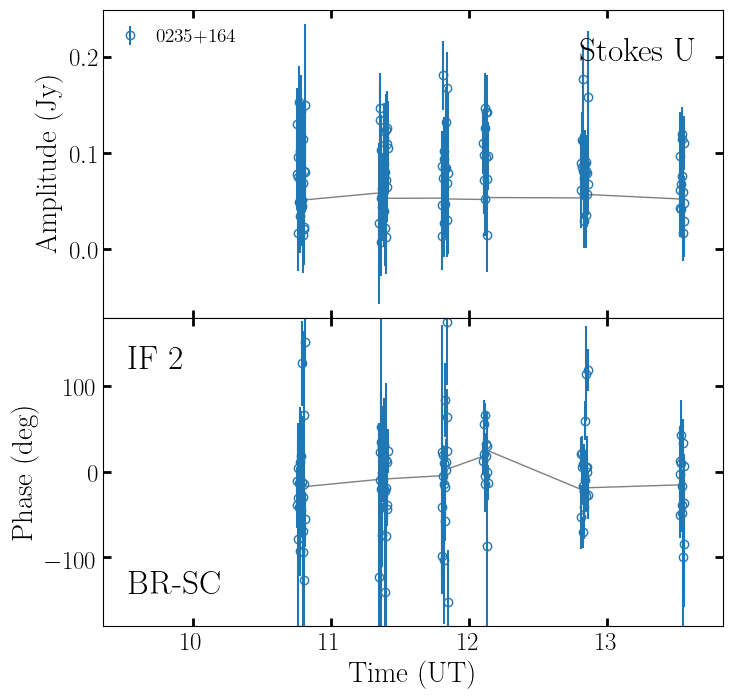 0235+164
Stokes U
0.2
0.1
0.0
Amplitude (Jy)
IF 2
100
0
−100
Phase (deg)
BR-SC
10 11 12 13
Time (UT)